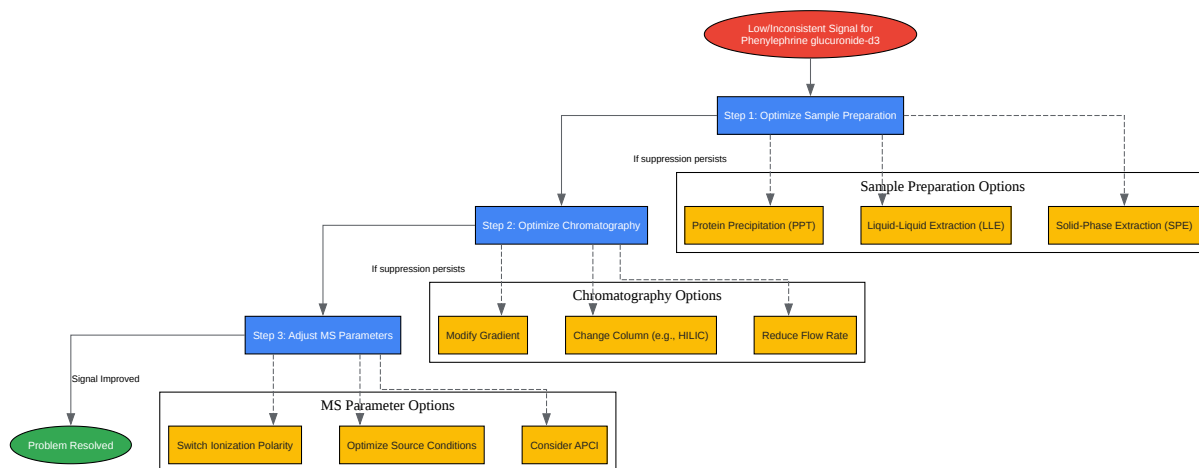 Low/Inconsistent Signal for
Phenylephrine glucuronide-d3
Step 1: Optimize Sample Preparation
If suppression persists
Sample Preparation Options
Protein Precipitation (PPT)
Liquid-Liquid Extraction (LLE)
Solid-Phase Extraction (SPE)
Step 2: Optimize Chromatography
If suppression persists
Chromatography Options
Modify Gradient
Change Column (e.g., HILIC)
Reduce Flow Rate
Step 3: Adjust MS Parameters
Signal Improved
MS Parameter Options
Problem Resolved
Switch Ionization Polarity
Optimize Source Conditions
Consider APCI